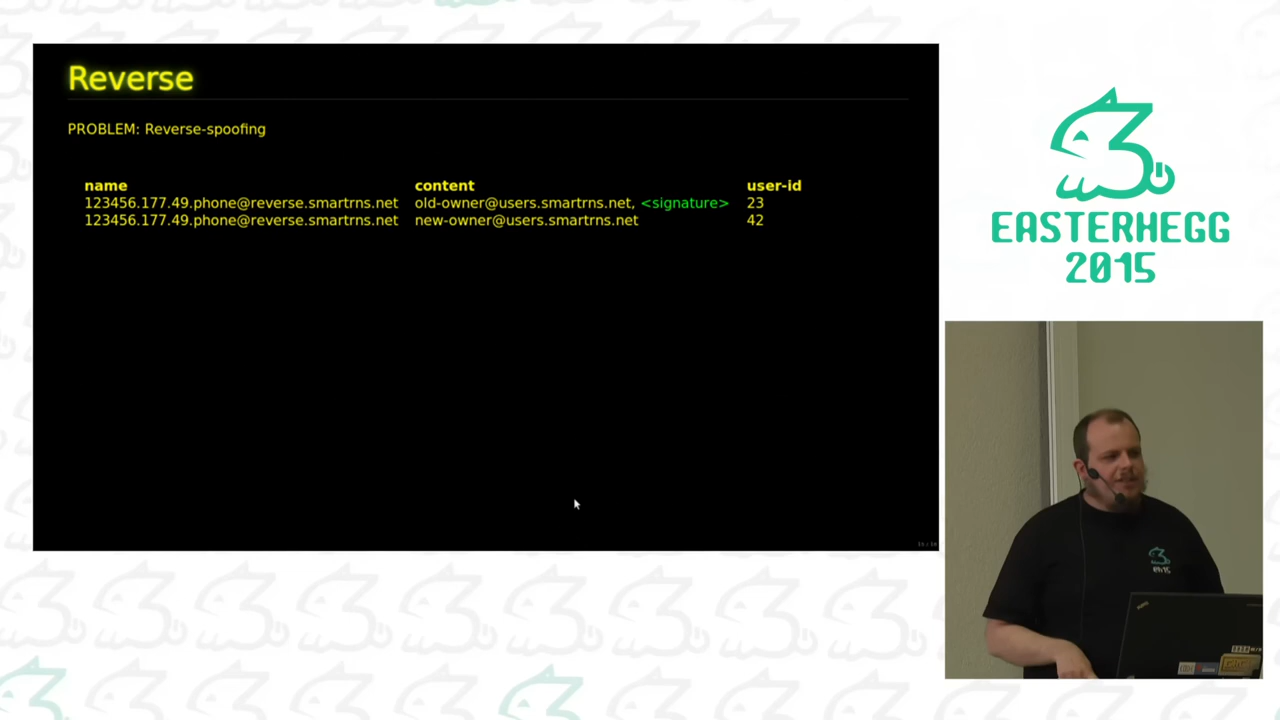 Reverse
PROBLEM: Reverse-spoofing
name content user-id
123456.177.49.phone@reverse.smartrns.net old-owner@users.smartrns.net, <signature> 23
123456.177.49.phone@reverse.smartrns.net new-owner@users.smartrns.net 42
EASTERHEGG
2015
eh15